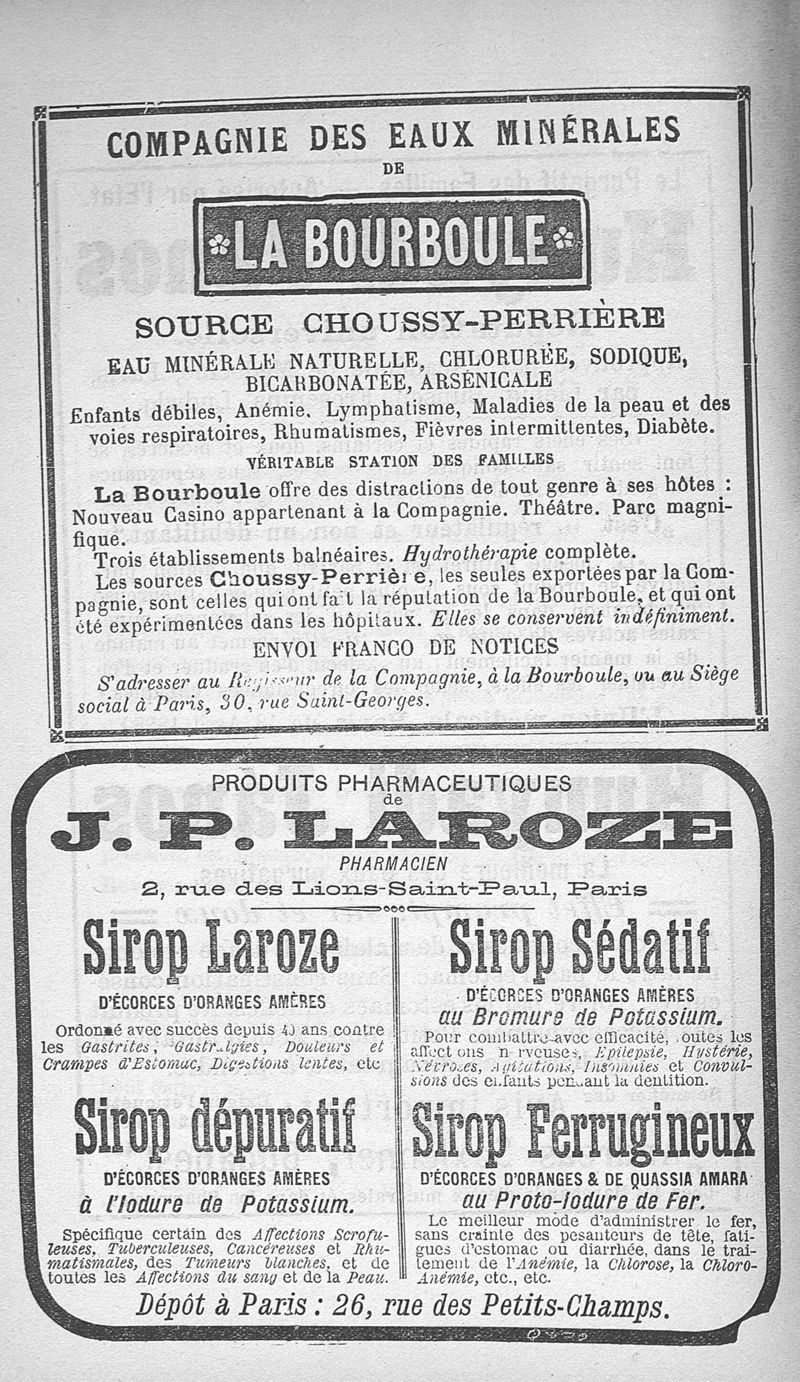 COMPAGNIE DES EAUX MINÉRALES
DE
LA BOURBOULE
SOURCE CHOUSSY-PERRIÈRE
EAU MINÉRALE NATURELLE, CHLORURÉE, SODIQUE,
BICARBONATÉE, ARSÉNICALE
Enfants débiles, Anémie, Lymphatisme, Maladies de la peau et des
voies respiratoires, Rhumatismes, Fièvres intermittentes, Diabète.
VÉRITABLE STATION DES FAMILLES
La Bourboule offre des distractions de tout genre à ses hôtes :
Nouveau Casino appartenant à la Compagnie. Théâtre. Parc magni-
fique.
Trois établissements balnéaires. Hydrothérapie complète.
Les sources Choussy-Perrière, les seules exportées par la Com-
pagnie, sont celles qui ont fait la réputation de la Bourboule, et qui ont
été expérimentées dans les hôpitaux. Elles se conservent indéfiniment.
ENVOI FRANCO DE NOTICES
S'adresser au Régisseur de la Compagnie, à la Bourboule, ou au Siège
social à Paris, 30, rue Saint-Georges.
PRODUITS PHARMACEUTIQUES
de
J. P. LAROZE
PHARMACIEN
2, rue des Lions-Saint-Paul, Paris
Sirop Laroze
D'ÉCORCES D'ORANGES AMÈRES
Ordonné avec succès depuis 40 ans contre
les Gastrites, Gastralgies, Douleurs et
Crampes d'Estomac, Digestions lentes, etc
Sirop Sédatif
D'ÉCORCES D'ORANGES AMÈRES
au Bromure de Potassium.
Pour combattre avec efficacité, toutes les
affections nerveuses, Epilepsie, Hystérie,
Névroses, Agitations, Insomnies et Convul-
sions des enfants pendant la dentition.
Sirop dépuratif
D'ÉCORCES D'ORANGES AMÈRES
à l'Iodure de Potassium.
Spécifique certain des Affections Scrofu-
leuses, Tuberculeuses, Cancéreuses et Rhu-
matismales, des Tumeurs blanches, et de
toutes les Affections du sang et de la Peau.
Sirop Ferrugineux
D'ÉCORCES D'ORANGES & DE QUASSIA AMARA
au Proto-Iodure de Fer.
Le meilleur mode d'administrer le fer,
sans crainte des pesanteurs de tête, fati-
gues d'estomac ou diarrhée, dans le trai-
tement de l'Anémie, la Chlorose, la Chloro-
Anémie, etc., etc.
Dépôt à Paris : 26, rue des Petits-Champs.